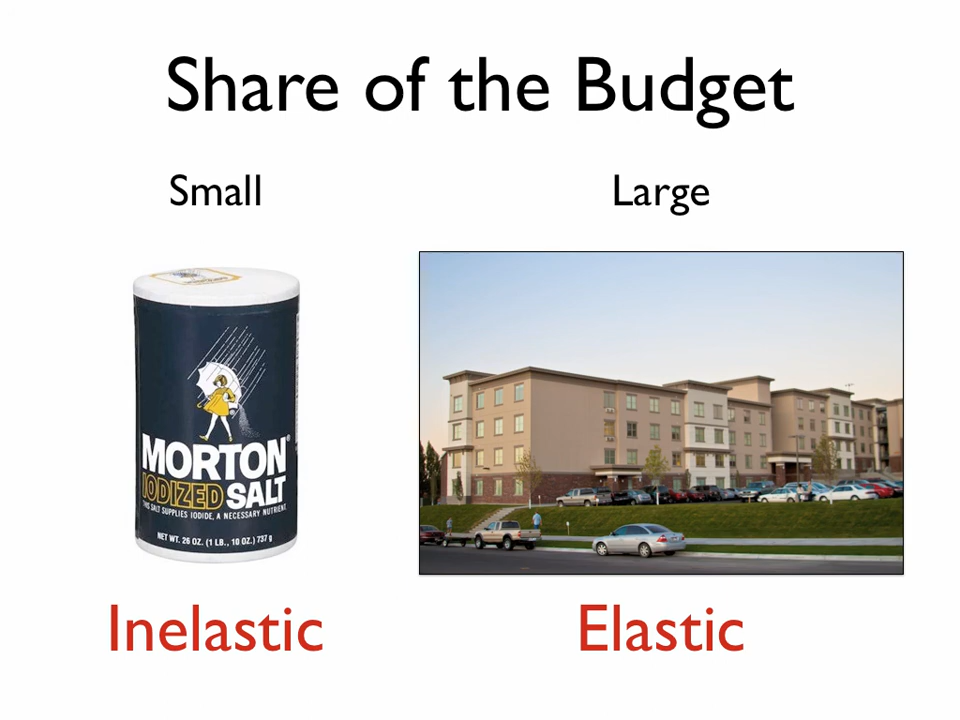 Share of the Budget
Small
Large
MORTON®
IODIZED SALT
THIS SALT SUPPLIES IODIDE, A NECESSARY NUTRIENT.
NET WT. 26 OZ. (1 LB., 10 OZ.) 737 g
Inelastic
Elastic